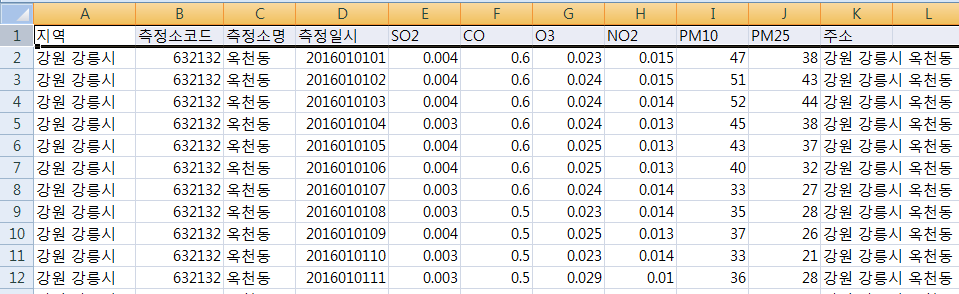 A B C D E F G H I J K L
1 지역 측정소코드 측정소명 측정일시 SO2 CO O3 NO2 PM10 PM25 주소
2 강원 강릉시 632132 옥천동 2016010101 0.004 0.6 0.023 0.015 47 38 강원 강릉시 옥천동
3 강원 강릉시 632132 옥천동 2016010102 0.004 0.6 0.024 0.015 51 43 강원 강릉시 옥천동
4 강원 강릉시 632132 옥천동 2016010103 0.004 0.6 0.024 0.014 52 44 강원 강릉시 옥천동
5 강원 강릉시 632132 옥천동 2016010104 0.003 0.6 0.024 0.013 45 38 강원 강릉시 옥천동
6 강원 강릉시 632132 옥천동 2016010105 0.004 0.6 0.025 0.013 43 37 강원 강릉시 옥천동
7 강원 강릉시 632132 옥천동 2016010106 0.004 0.6 0.025 0.013 40 32 강원 강릉시 옥천동
8 강원 강릉시 632132 옥천동 2016010107 0.003 0.6 0.024 0.014 33 27 강원 강릉시 옥천동
9 강원 강릉시 632132 옥천동 2016010108 0.003 0.5 0.023 0.014 35 28 강원 강릉시 옥천동
10 강원 강릉시 632132 옥천동 2016010109 0.004 0.5 0.025 0.013 37 26 강원 강릉시 옥천동
11 강원 강릉시 632132 옥천동 2016010110 0.003 0.5 0.023 0.014 33 21 강원 강릉시 옥천동
12 강원 강릉시 632132 옥천동 2016010111 0.003 0.5 0.029 0.01 36 28 강원 강릉시 옥천동